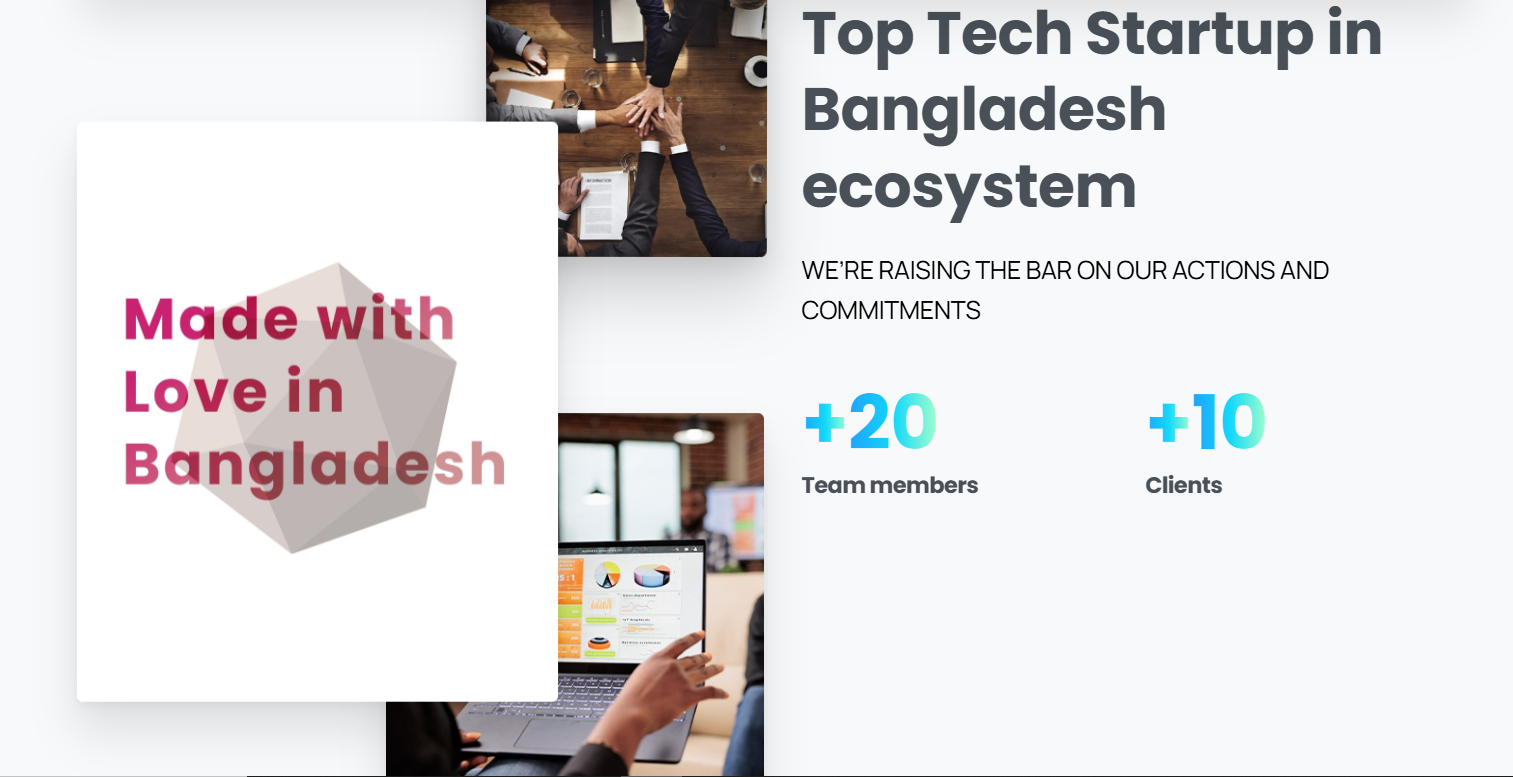 Top Tech Startup in
Bangladesh
ecosystem
WE’RE RAISING THE BAR ON OUR ACTIONS AND
COMMITMENTS
+20
Team members
+10
Clients
Made with
Love in
Bangladesh